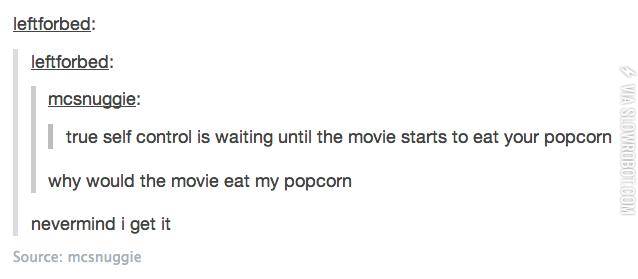 leftforbed:
leftforbed:
mcsnuggie:
true self control is waiting until the movie starts to eat your popcorn
why would the movie eat my popcorn
nevermind i get it
Source: mcsnuggie
VIA SLOWROBOT.COM